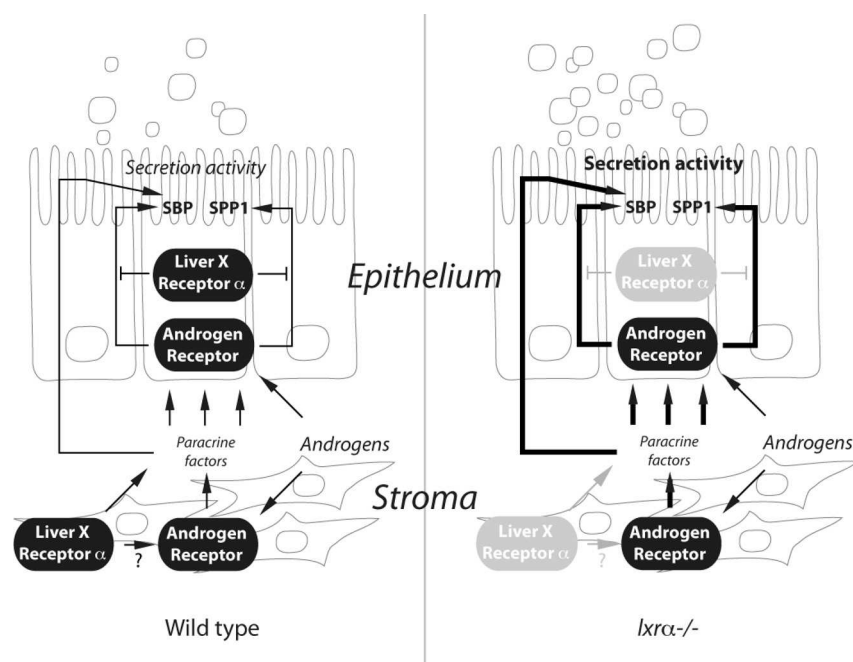 Secretion activity
SBP SPP1
Liver X
Receptor α
Androgen
Receptor
Paracrine
factors
Androgens
Liver X
Receptor α
?
Androgen
Receptor
Wild type
Epithelium
Stroma
Secretion activity
SBP SPP1
Liver X
Receptor α
Androgen
Receptor
Paracrine
factors
Androgens
Liver X
Receptor α
?
Androgen
Receptor
lxrα-/-